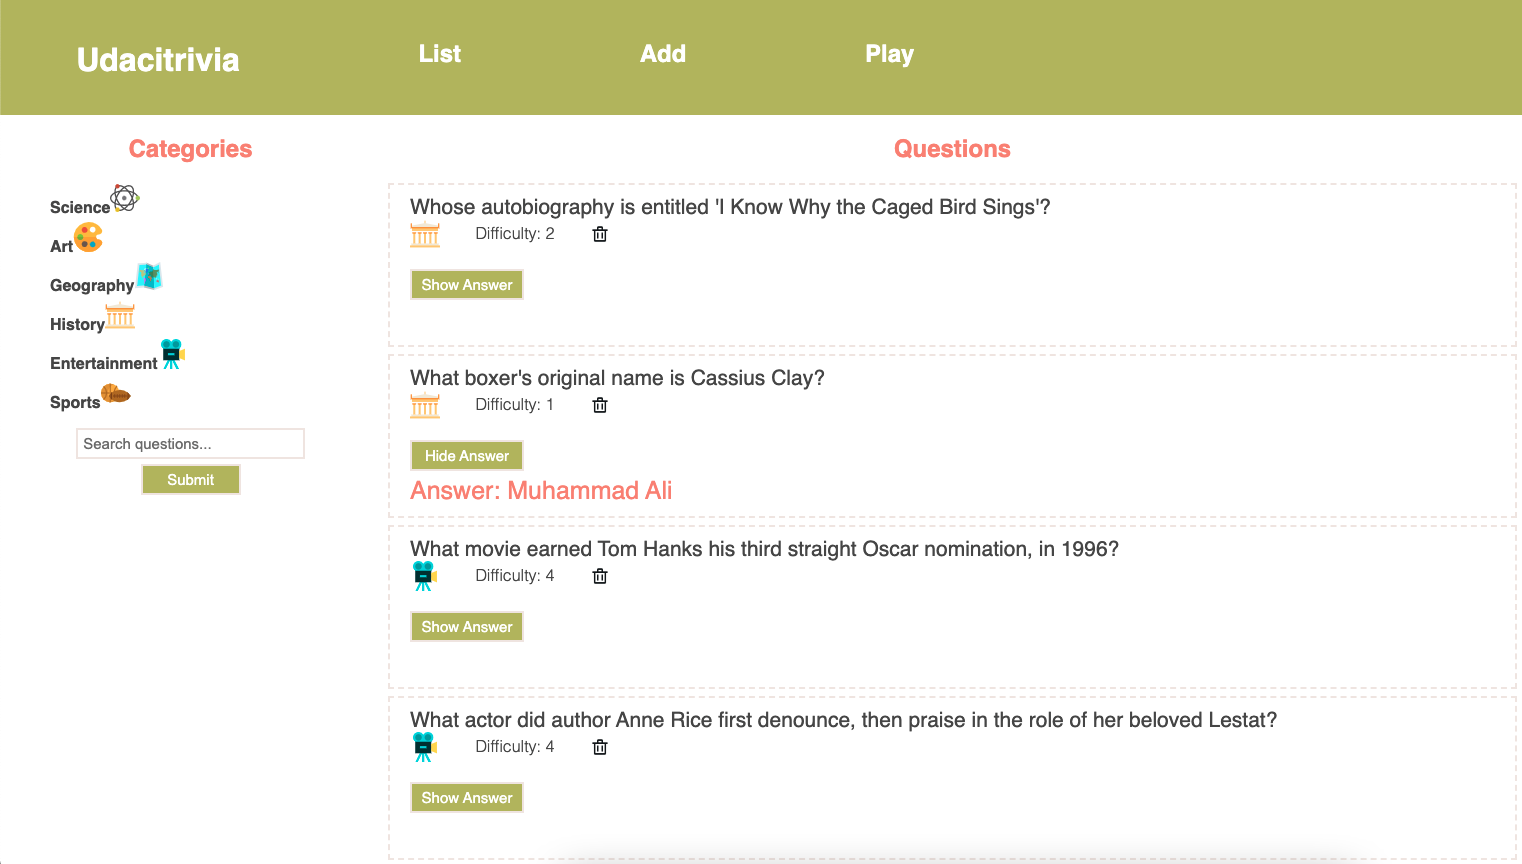 Udacitrivia
List
Add
Play
Categories
Science
Art
Geography
History
Entertainment
Sports
Search questions...
Submit
Questions
Whose autobiography is entitled 'I Know Why the Caged Bird Sings'?
Difficulty: 2
Show Answer
What boxer's original name is Cassius Clay?
Difficulty: 1
Hide Answer
Answer: Muhammad Ali
What movie earned Tom Hanks his third straight Oscar nomination, in 1996?
Difficulty: 4
Show Answer
What actor did author Anne Rice first denounce, then praise in the role of her beloved Lestat?
Difficulty: 4
Show Answer